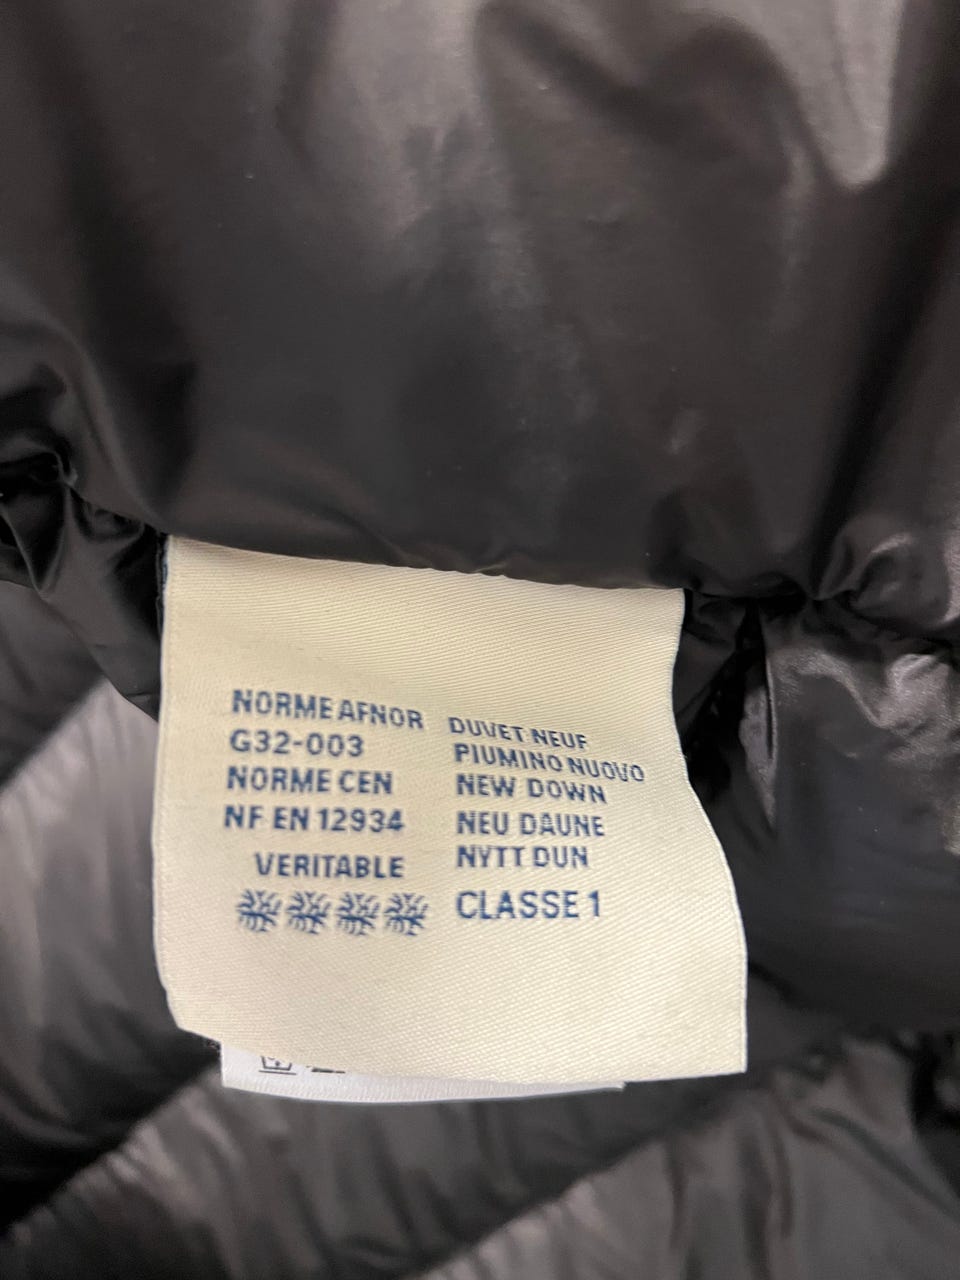 NORME AFNOR
G32-003
NORME CEN
NF EN 12934
VERITABLE
DUVET NEUF
PIUMINO NUOVO
NEW DOWN
NEU DAUNE
NYTT DUN
CLASSE 1